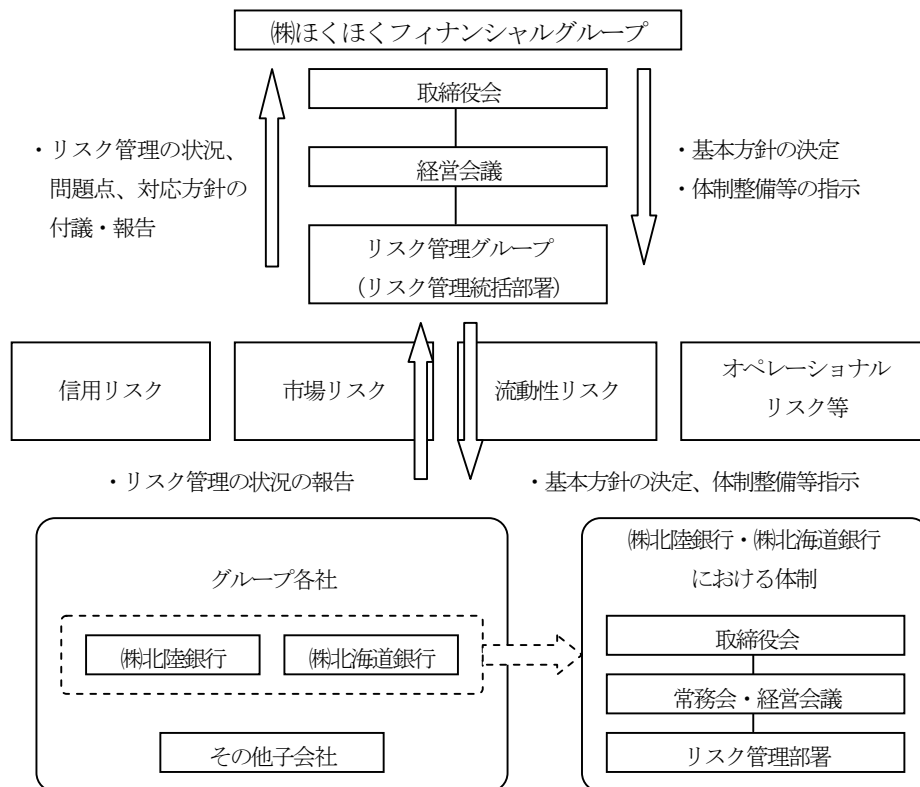 ㈱ほくほくフィナンシャルグループ
取締役会
・リスク管理の状況、
問題点、対応方針の
付議・報告
経営会議
・基本方針の決定
・体制整備等の指示
リスク管理グループ
(リスク管理統括部署)
信用リスク
市場リスク
流動性リスク
オペレーショナル
リスク等
・リスク管理の状況の報告
・基本方針の決定、体制整備等指示
グループ各社
㈱北陸銀行
㈱北海道銀行
その他子会社
㈱北陸銀行・㈱北海道銀行
における体制
取締役会
常務会・経営会議
リスク管理部署